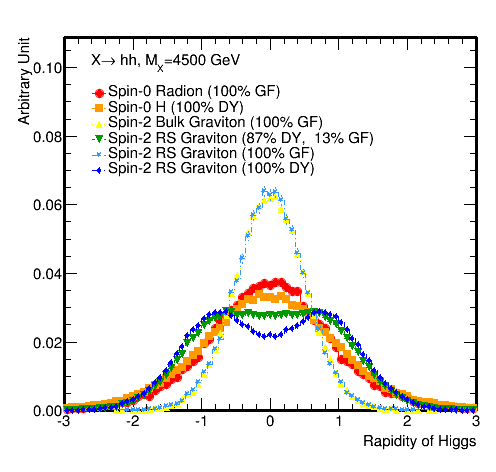 Arbitrary Unit
X→ hh, M_X=4500 GeV
Spin-0 Radion (100% GF)
Spin-0 H (100% DY)
Spin-2 Bulk Graviton (100% GF)
Spin-2 RS Graviton (87% DY, 13% GF)
Spin-2 RS Graviton (100% GF)
Spin-2 RS Graviton (100% DY)
0.10
0.08
0.06
0.04
0.02
0.00
-3 -2 -1 0 1 2 3
Rapidity of Higgs